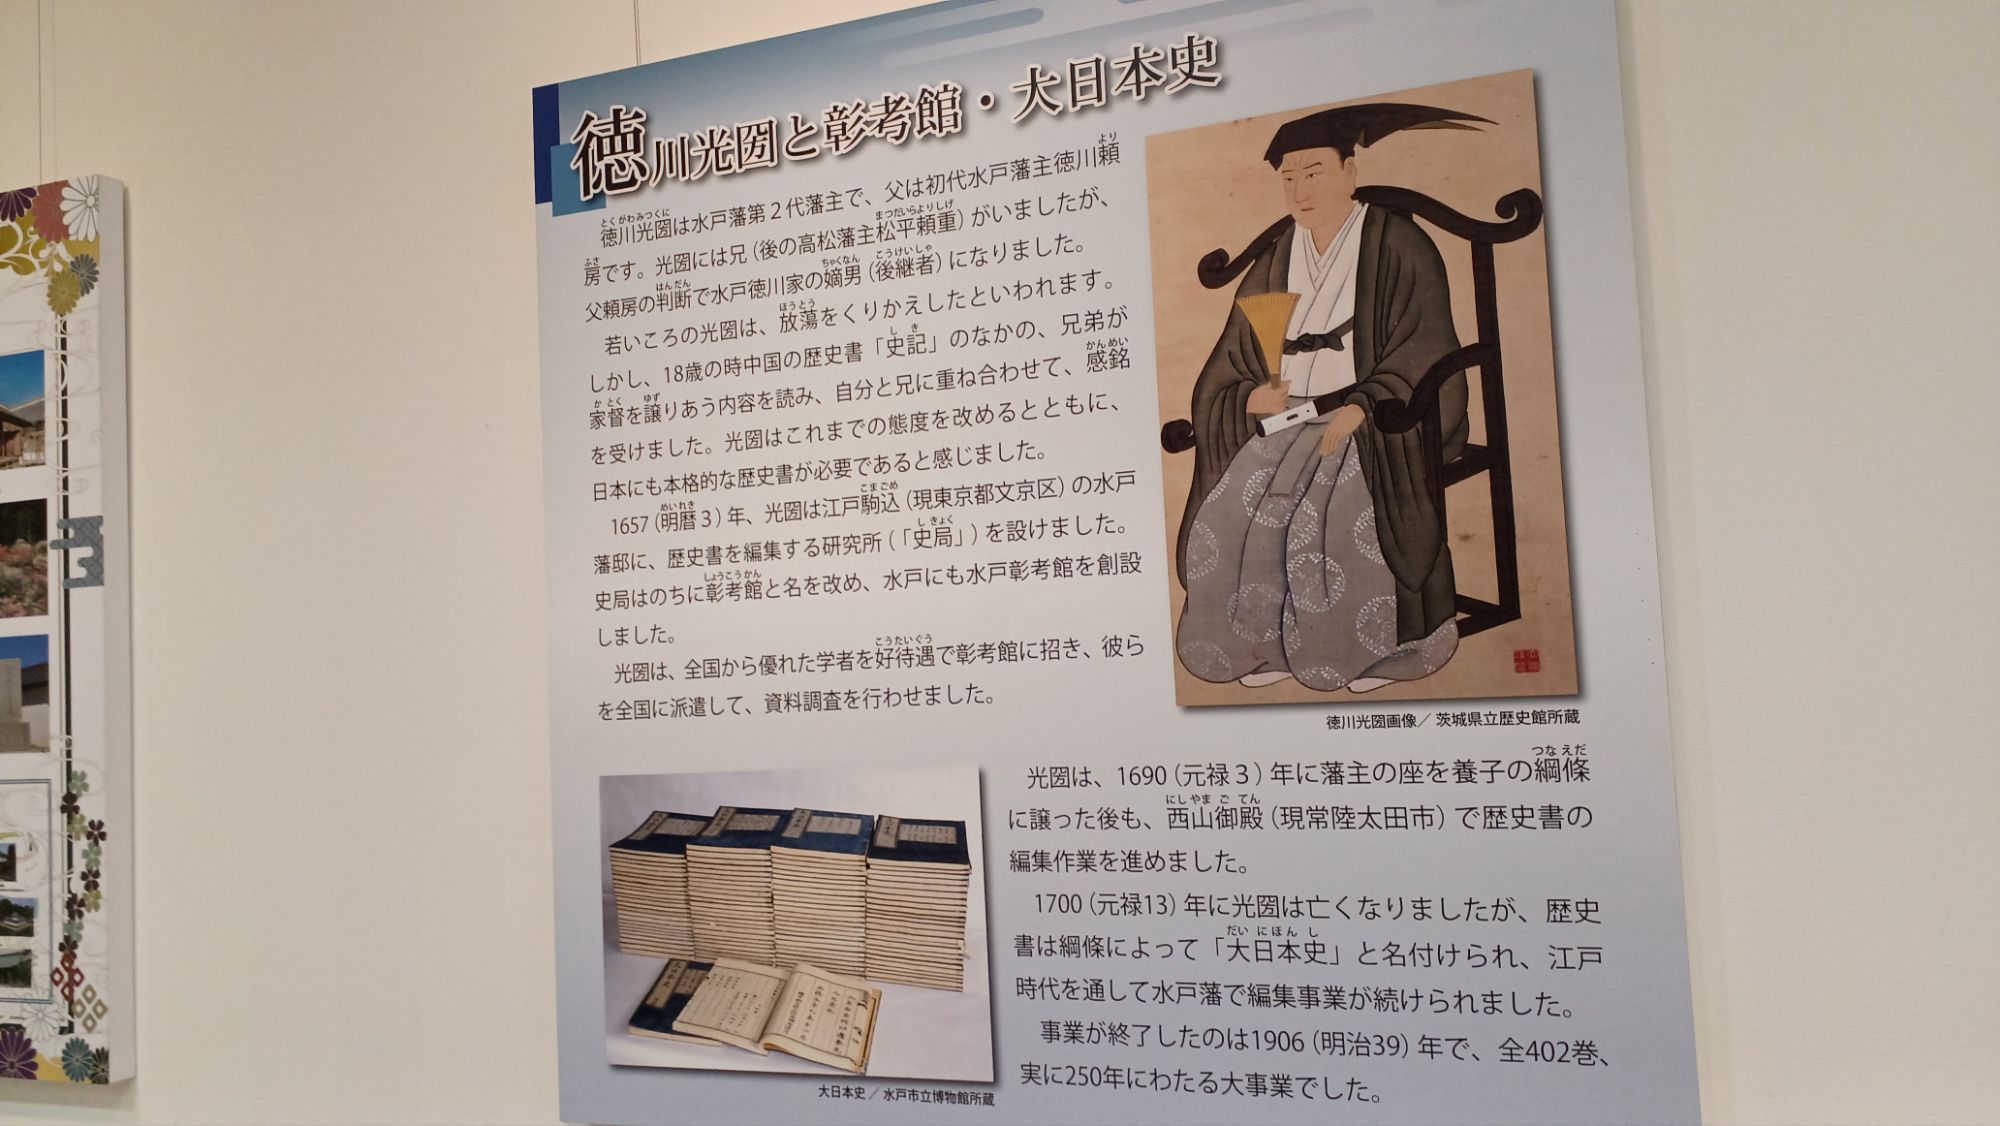 徳川光圀と彰考館・大日本史
徳川光圀は水戸藩第２代藩主で、父は初代水戸藩主徳川頼
房です。光圀には兄（後の高松藩主松平頼重）がいましたが、
父頼房の判断で水戸徳川家の嫡男（後継者）になりました。
若いころの光圀は、放蕩をくりかえしたといわれます。
しかし、18歳の時中国の歴史書「史記」のなかの、兄弟が
家督を譲りあう内容を読み、自分と兄に重ね合わせて、感銘
を受けました。光圀はこれまでの態度を改めるとともに、
日本にも本格的な歴史書が必要であると感じました。
1657（明暦３）年、光圀は江戸駒込（現東京都文京区）の水戸
藩邸に、歴史書を編集する研究所（「史局」）を設けました。
史局はのちに彰考館と名を改め、水戸にも水戸彰考館を創設
しました。
光圀は、全国から優れた学者を好待遇で彰考館に招き、彼ら
を全国に派遣して、資料調査を行わせました。
徳川光圀画像／茨城県立歴史館所蔵
光圀は、1690（元禄３）年に藩主の座を養子の綱條
に譲った後も、西山御殿（現常陸太田市）で歴史書の
編集作業を進めました。
1700（元禄13）年に光圀は亡くなりましたが、歴史
書は綱條によって「大日本史」と名付けられ、江戸
時代を通して水戸藩で編集事業が続けられました。
事業が終了したのは1906（明治39）年で、全402巻、
実に250年にわたる大事業でした。
大日本史／水戸市立博物館所蔵